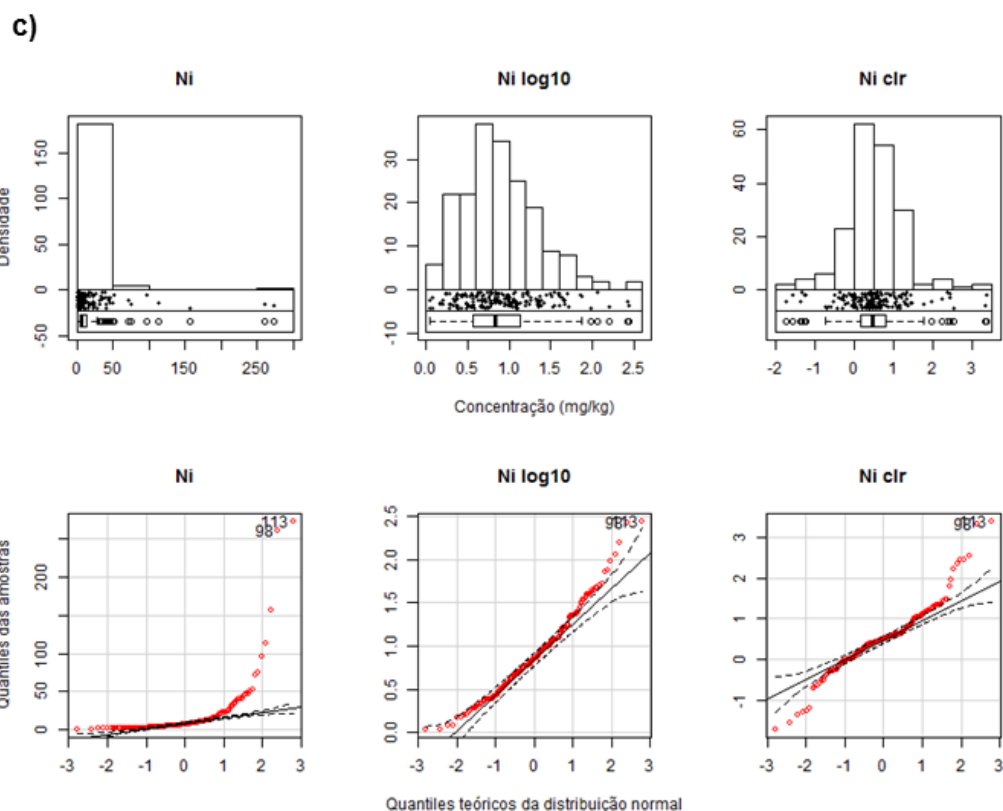 c)
Ni
Ni log10
Ni clr
Densidade
150
50
0
-50
0 50 150 250
30
20
10
0
-10
0.0 0.5 1.0 1.5 2.0 2.5
60
40
20
0
-2 -1 0 1 2 3
Concentração (mg/kg)
Ni
Ni log10
Ni clr
Quantiles das amostras
200
100
50
0
113
98
-3 -2 -1 0 1 2 3
2.5
2.0
1.5
1.0
0.5
0.0
113
-3 -2 -1 0 1 2 3
3
2
1
0
-1
113
-3 -2 -1 0 1 2 3
Quantiles teóricos da distribuição normal